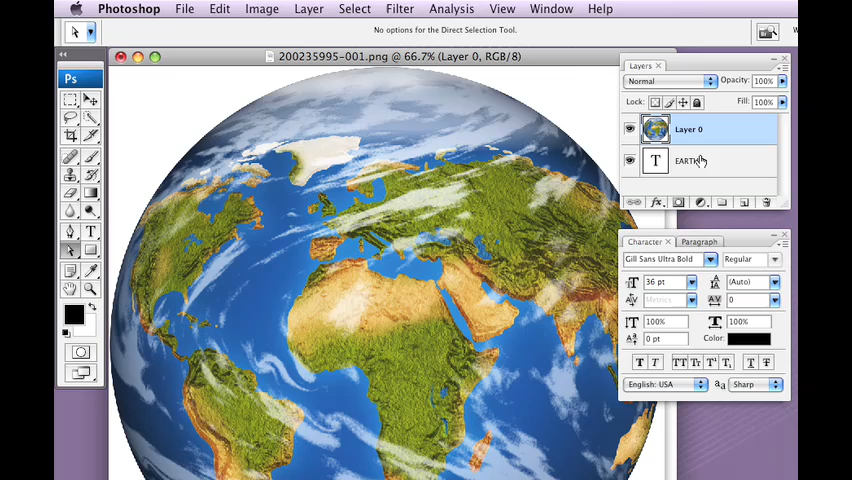 Photoshop File Edit Image Layer Select Filter Analysis View Window Help
No options for the Direct Selection Tool.
200235995-001.png @ 66.7% (Layer 0, RGB/8)
Ps
Layers
Normal Opacity: 100%
Lock: Fill: 100%
Layer 0
T EARTH
fx
Character Paragraph
Gill Sans Ultra Bold Regular
36 pt (Auto)
Metrics 0
100% 100%
0 pt Color:
T T TT Tr T¹ T₁ T T
English: USA aa Sharp